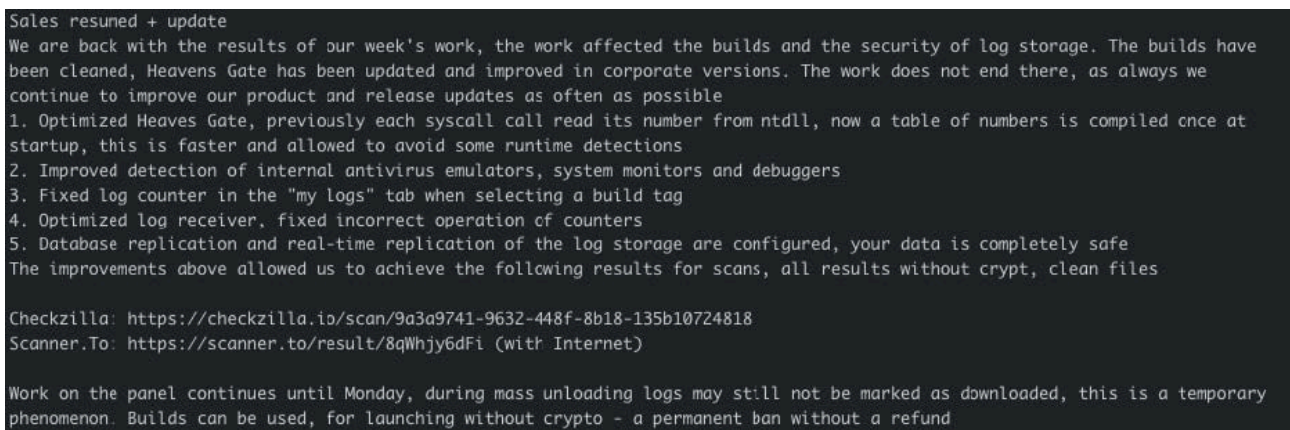 Sales resumed + update
We are back with the results of our week's work, the work affected the builds and the security of log storage. The builds have
been cleaned, Heavens Gate has been updated and improved in corporate versions. The work does not end there, as always we
continue to improve our product and release updates as often as possible
1. Optimized Heaves Gate, previously each syscall call read its number from ntdll, now a table of numbers is compiled once at
startup, this is faster and allowed to avoid some runtime detections
2. Improved detection of internal antivirus emulators, system monitors and debuggers
3. Fixed log counter in the "my logs" tab when selecting a build tag
4. Optimized log receiver, fixed incorrect operation of counters
5. Database replication and real-time replication of the log storage are configured, your data is completely safe
The improvements above allowed us to achieve the following results for scans, all results without crypt, clean files
Checkzilla: https://checkzilla.io/scan/9a3a9741-9632-448f-8b18-135b10724818
Scanner.To: https://scanner.to/result/8qWhjy6dFi (with Internet)
Work on the panel continues until Monday, during mass unloading logs may still not be marked as downloaded, this is a temporary
phenomenon. Builds can be used, for launching without crypto - a permanent ban without a refund